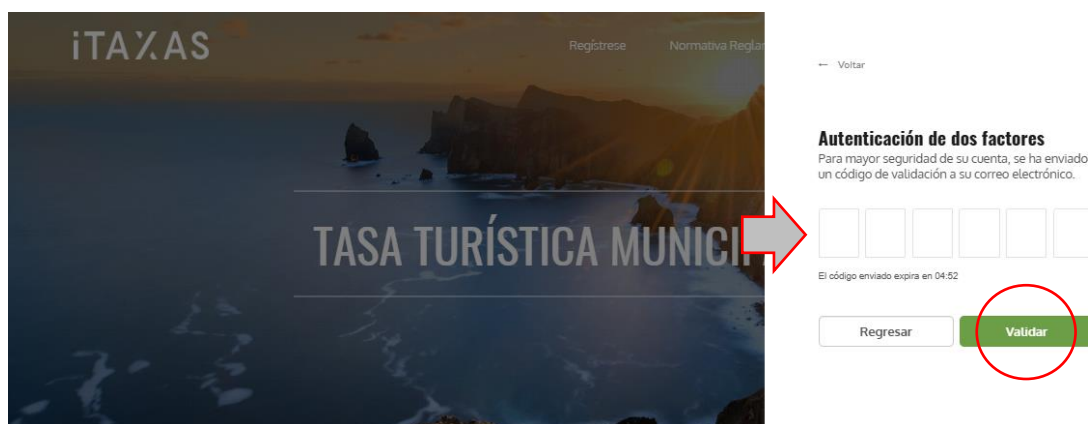 iTAXAS
Regístrese Normativa Reglar
TASA TURÍSTICA MUNICIPA
← Voltar
Autenticación de dos factores
Para mayor seguridad de su cuenta, se ha enviado
un código de validación a su correo electrónico.
El código enviado expira en 04:52
Regresar Validar